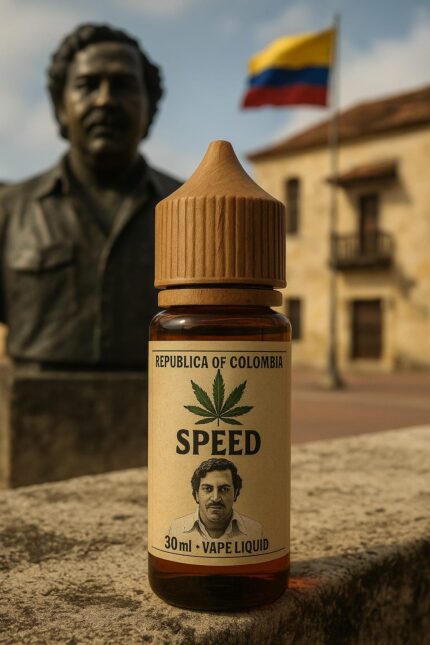 REPUBLICA OF COLOMBIA
SPEED
30 ml • VAPE LIQUID